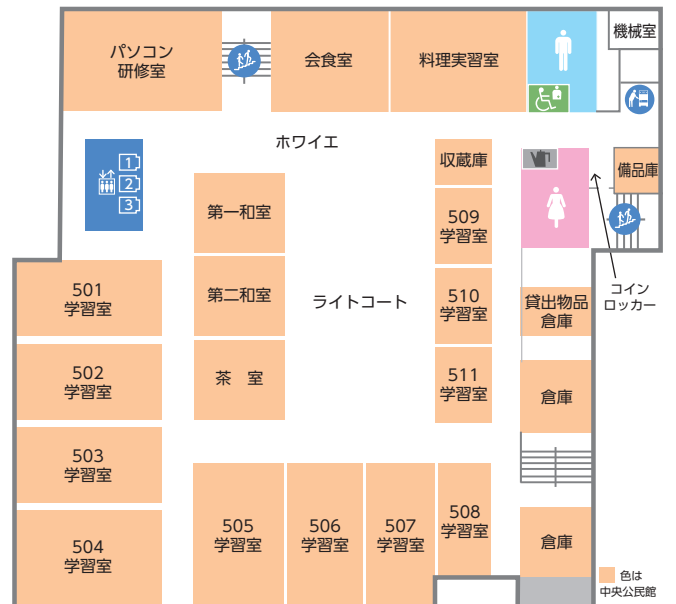 パソコン
研修室
会食室
料理実習室
機械室
ホワイエ
収蔵庫
備品庫
1
2
3
第一和室
509
学習室
501
学習室
第二和室
ライトコート
510
学習室
貸出物品
倉庫
コイン
ロッカー
502
学習室
茶　室
511
学習室
倉庫
503
学習室
504
学習室
505
学習室
506
学習室
507
学習室
508
学習室
倉庫
色は
中央公民館